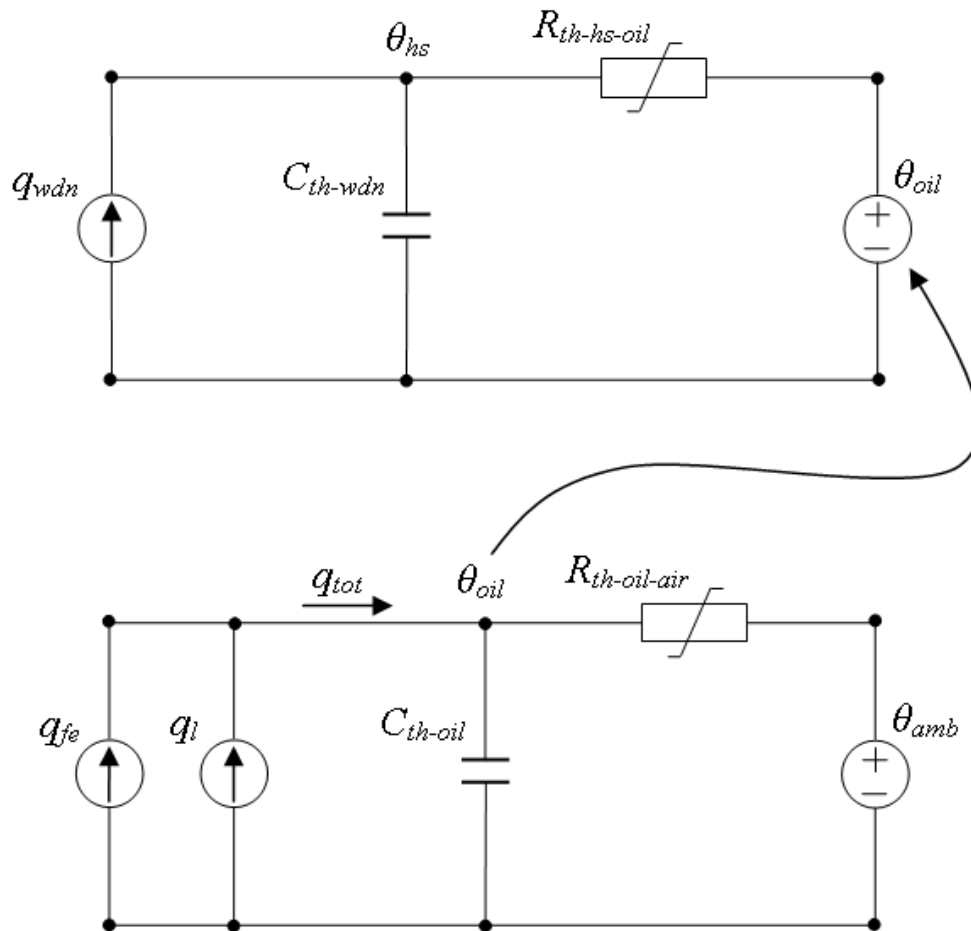 θhs
Rth-hs-oil
qwdn
Cth-wdn
θoil
+
−
qtot
θoil
Rth-oil-air
qfe
ql
Cth-oil
θamb
+
−